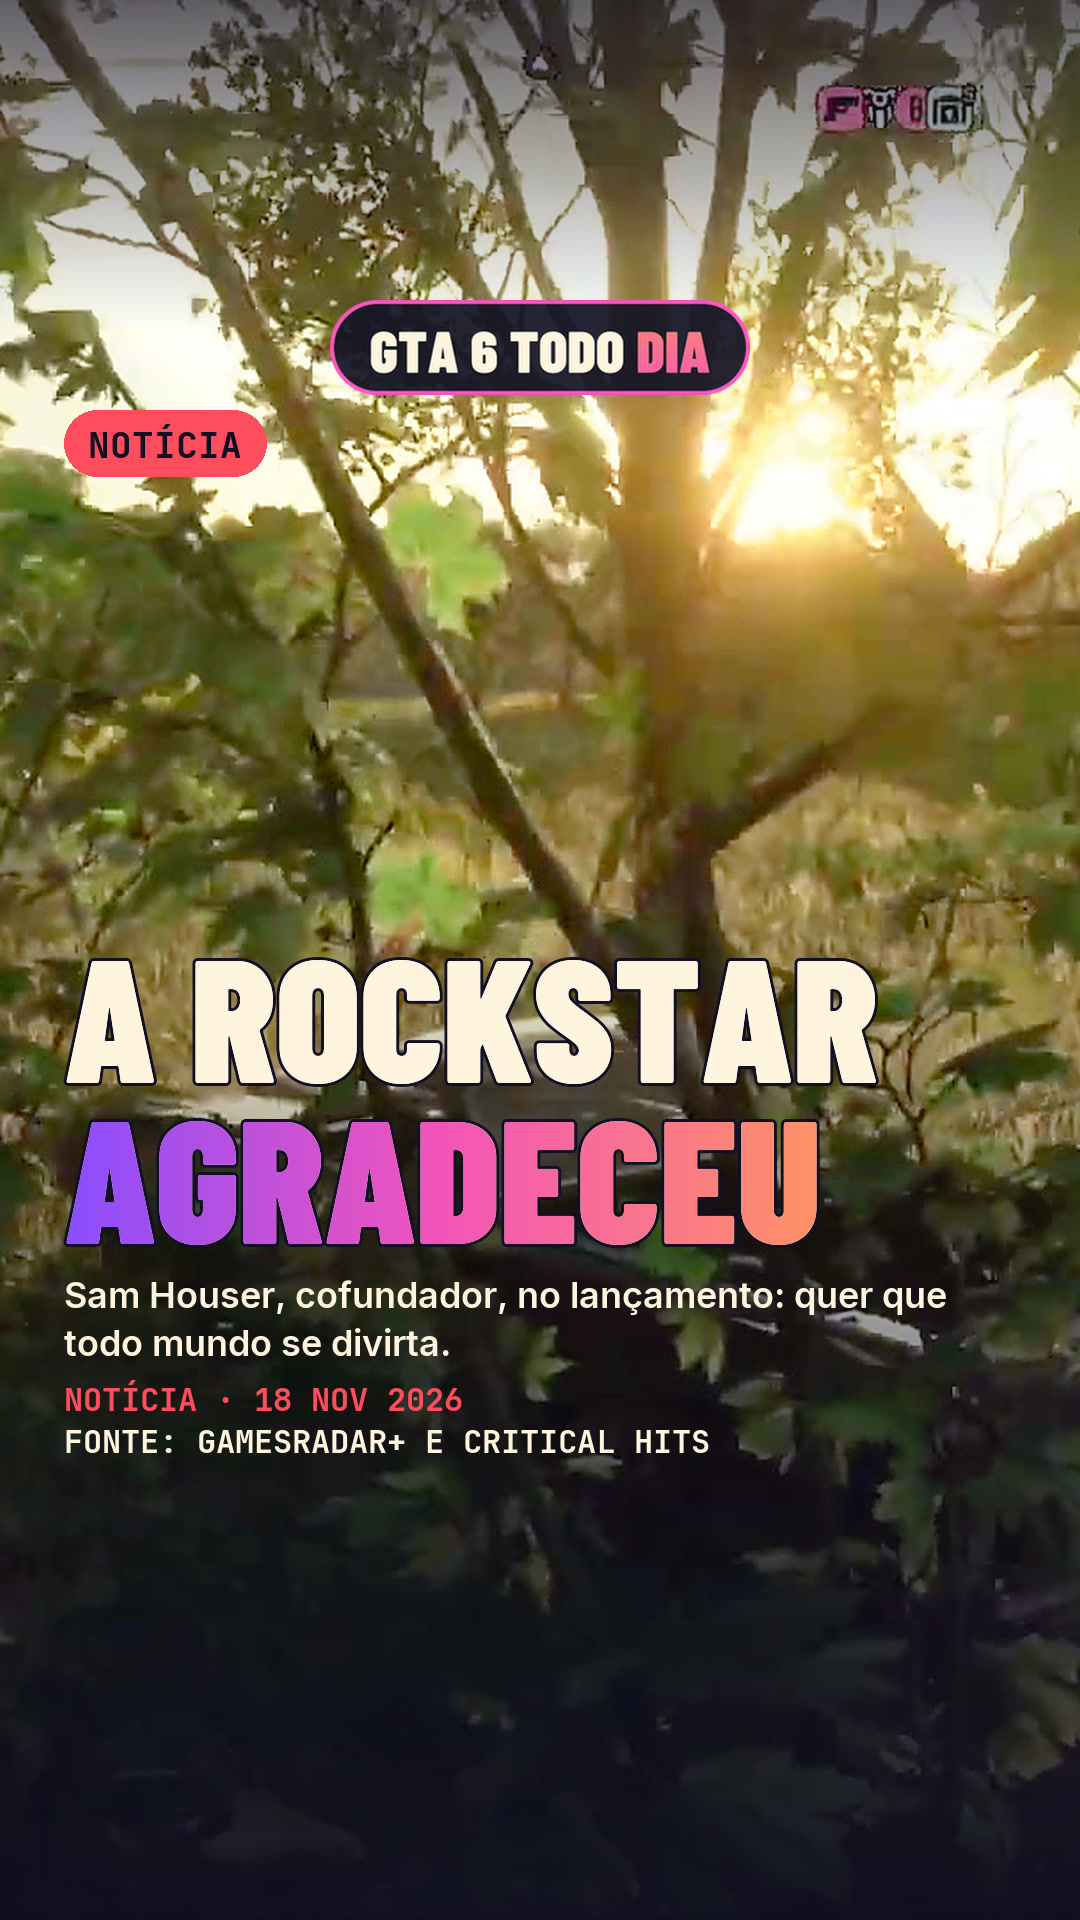 GTA 6 TODO DIA
NOTÍCIA
A ROCKSTAR
AGRADECEU
Sam Houser, cofundador, no lançamento: quer que
todo mundo se divirta.
NOTÍCIA · 18 NOV 2026
FONTE: GAMESRADAR+ E CRITICAL HITS